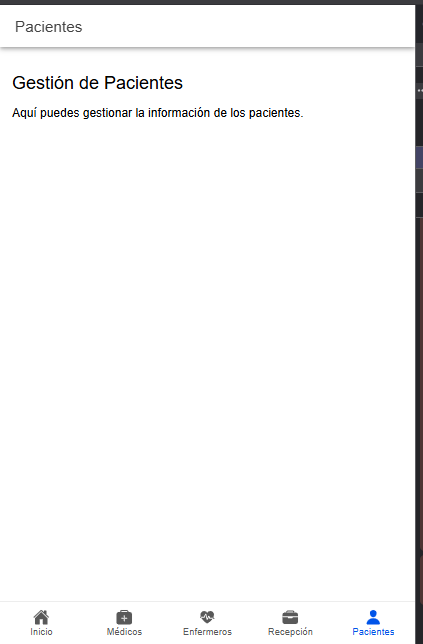 Pacientes
Gestión de Pacientes
Aquí puedes gestionar la información de los pacientes.
Inicio
Médicos
Enfermeros
Recepción
Pacientes